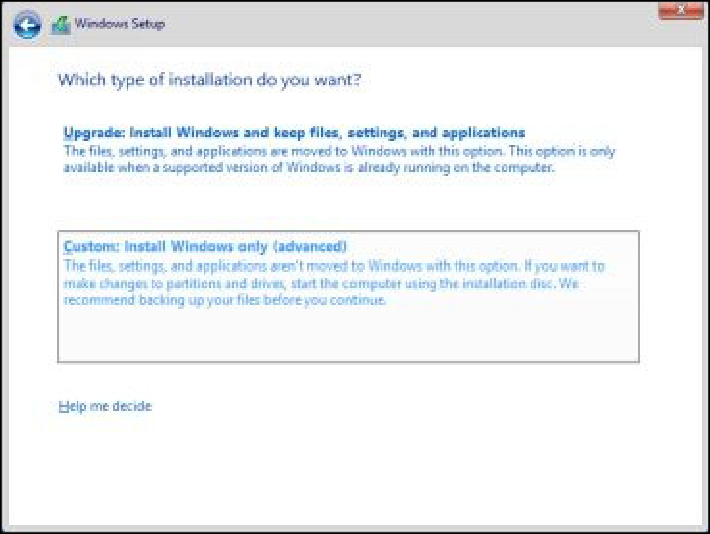 Windows Setup
x
Which type of installation do you want?
Upgrade: Install Windows and keep files, settings, and applications
The files, settings, and applications are moved to Windows with this option. This option is only
available when a supported version of Windows is already running on the computer.
Custom: Install Windows only (advanced)
The files, settings, and applications aren't moved to Windows with this option. If you want to
make changes to partitions and drives, start the computer using the installation disc. We
recommend backing up your files before you continue.
Help me decide